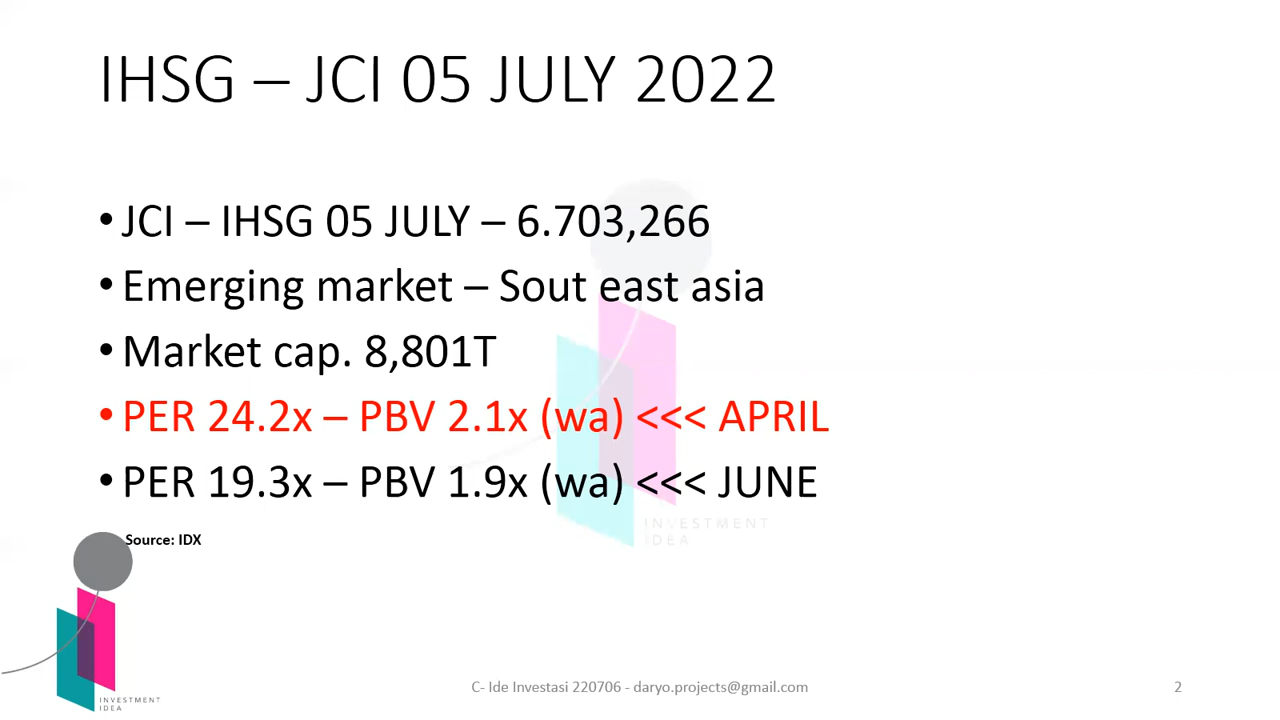 IHSG – JCI 05 JULY 2022
• JCI – IHSG 05 JULY – 6.703,266
• Emerging market – Sout east asia
• Market cap. 8,801T
• PER 24.2x – PBV 2.1x (wa) <<< APRIL
• PER 19.3x – PBV 1.9x (wa) <<< JUNE
INVESTMENT
IDEA
Source: IDX
INVESTMENT
IDEA
C- Ide Investasi 220706 - daryo.projects@gmail.com
2